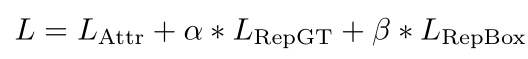 L = L_Attr + α * L_RepGT + β * L_RepBox